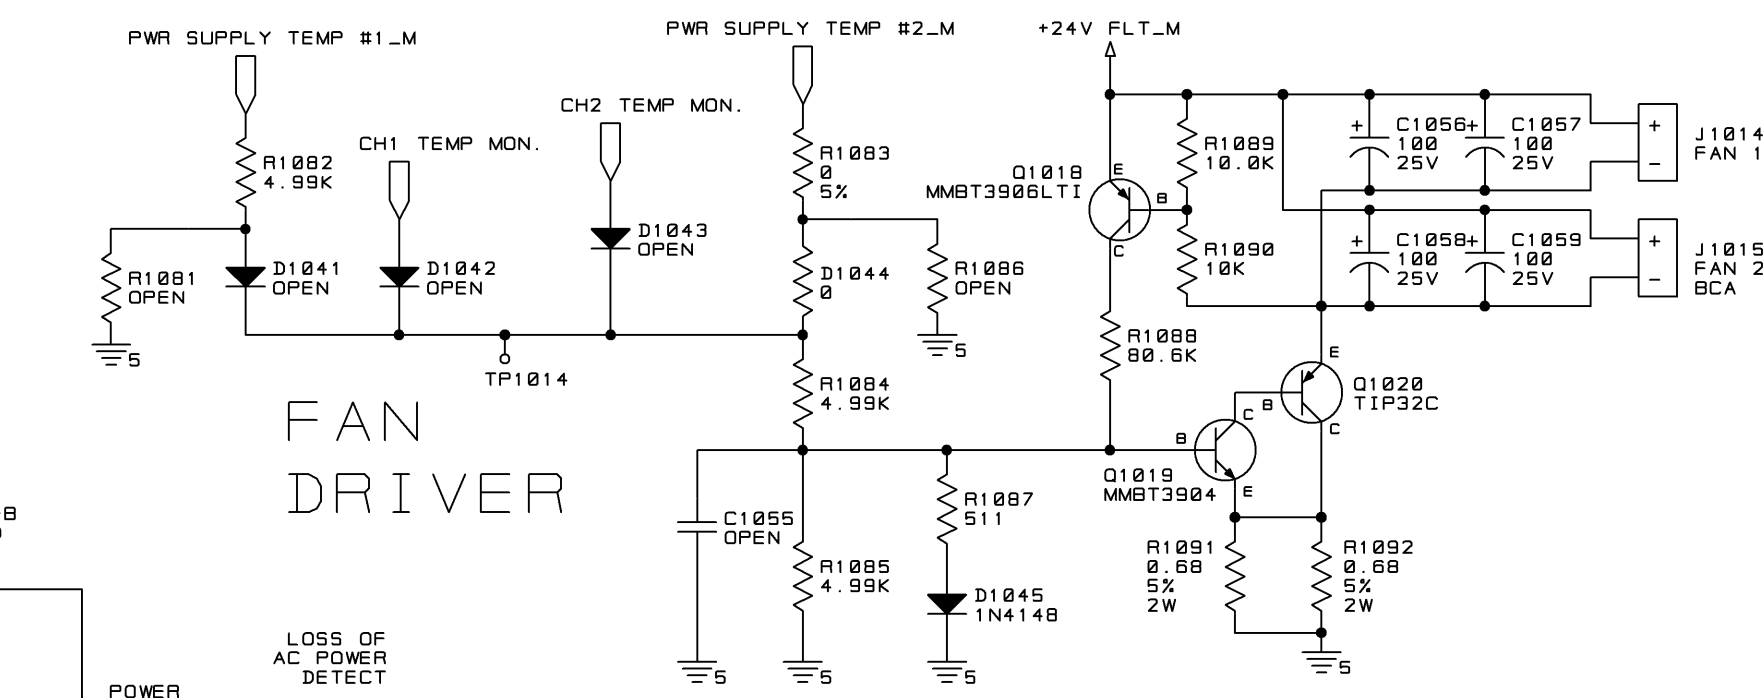 PWR SUPPLY TEMP #1_M
PWR SUPPLY TEMP #2_M
+24V FLT_M
CH1 TEMP MON.
CH2 TEMP MON.
R1082
4.99K
R1083
0
5%
R1081
OPEN
D1041
OPEN
D1042
OPEN
D1043
OPEN
D1044
0
R1086
OPEN
5
5
TP1014
R1084
4.99K
FAN
DRIVER
C1055
OPEN
R1085
4.99K
R1087
511
D1045
1N4148
5
5
5
Q1018
MMBT3906LTI
E
B
C
R1089
10.0K
R1090
10K
R1088
80.6K
C1056
100
25V
+
C1057
100
25V
+
C1058
100
25V
+
C1059
100
25V
+
+
-
J1014
FAN 1
+
-
J1015
FAN 2
BCA
E
B
C
Q1020
TIP32C
C
B
E
Q1019
MMBT3904
R1091
0.68
5%
2W
R1092
0.68
5%
2W
5
B
LOSS OF
AC POWER
DETECT
POWER